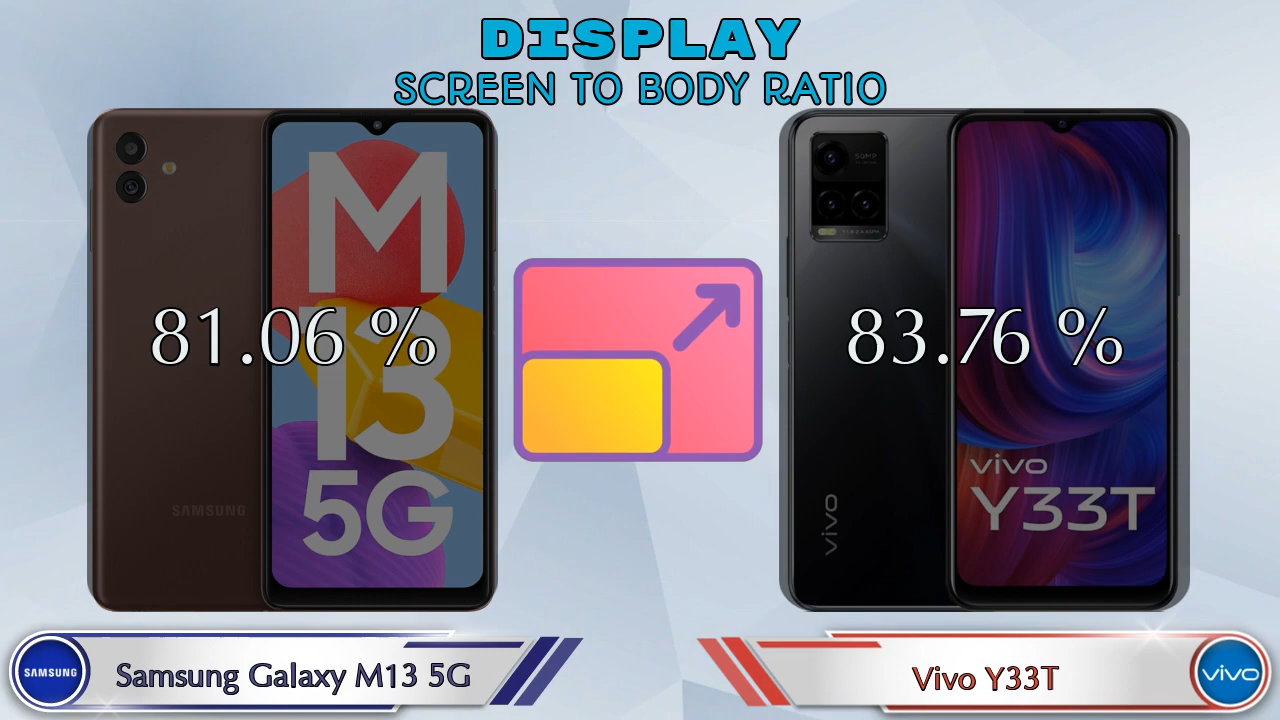 DISPLAY
SCREEN TO BODY RATIO
M
13
5G
81.06 %
SAMSUNG
50MP
83.76 %
vivo
vivo
Y33T
SAMSUNG
Samsung Galaxy M13 5G
Vivo Y33T
vivo